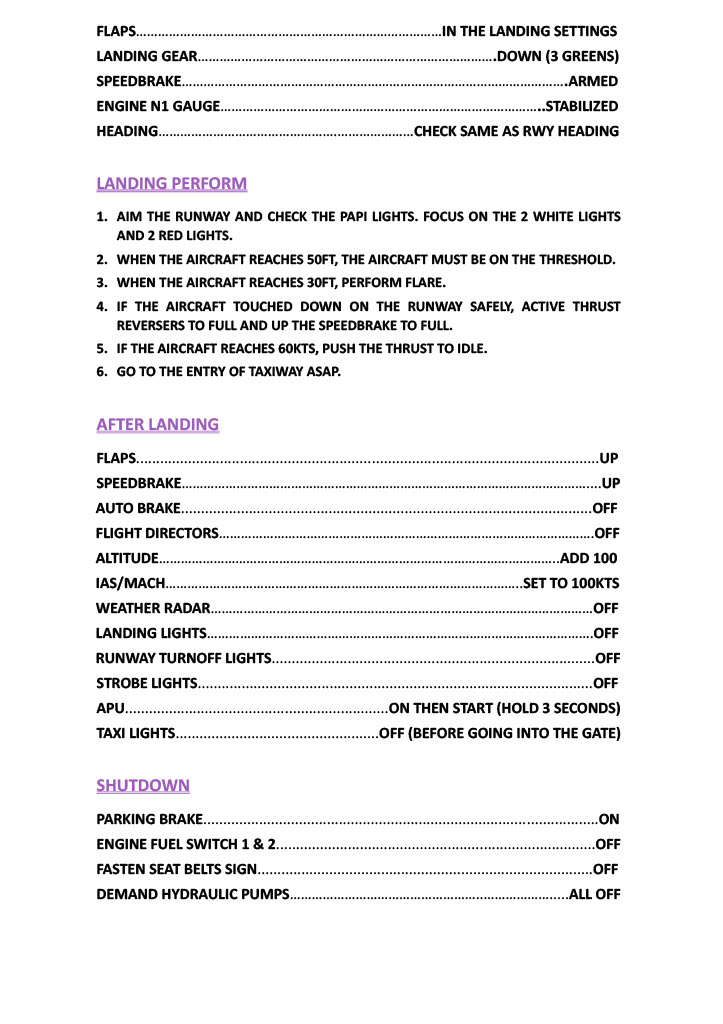 FLAPS……………………………………………………………………………IN THE LANDING SETTINGS
LANDING GEAR……………………………………………………………………….DOWN (3 GREENS)
SPEEDBRAKE…………………………………………………………………………………………….ARMED
ENGINE N1 GAUGE……………………………………………………………………………..STABILIZED
HEADING………………………………………………………………CHECK SAME AS RWY HEADING
LANDING PERFORM
1. AIM THE RUNWAY AND CHECK THE PAPI LIGHTS. FOCUS ON THE 2 WHITE LIGHTS
AND 2 RED LIGHTS.
2. WHEN THE AIRCRAFT REACHES 50FT, THE AIRCRAFT MUST BE ON THE THRESHOLD.
3. WHEN THE AIRCRAFT REACHES 30FT, PERFORM FLARE.
4. IF THE AIRCRAFT TOUCHED DOWN ON THE RUNWAY SAFELY, ACTIVE THRUST
REVERSERS TO FULL AND UP THE SPEEDBRAKE TO FULL.
5. IF THE AIRCRAFT REACHES 60KTS, PUSH THE THRUST TO IDLE.
6. GO TO THE ENTRY OF TAXIWAY ASAP.
AFTER LANDING
FLAPS....................................................................................................................UP
SPEEDBRAKE……………………………………………………………………………………………………....UP
AUTO BRAKE.......................................................................................................OFF
FLIGHT DIRECTORS…………………………………………………………………………………………….OFF
ALTITUDE…………………………………………………………………………………………………..ADD 100
IAS/MACH………………………………………………………………………………………..SET TO 100KTS
WEATHER RADAR………………………………………………………………………………………………OFF
LANDING LIGHTS……………………………………………………………………………………………….OFF
RUNWAY TURNOFF LIGHTS.................................................................................OFF
STROBE LIGHTS...................................................................................................OFF
APU..................................................................ON THEN START (HOLD 3 SECONDS)
TAXI LIGHTS...................................................OFF (BEFORE GOING INTO THE GATE)
SHUTDOWN
PARKING BRAKE...................................................................................................ON
ENGINE FUEL SWITCH 1 & 2................................................................................OFF
FASTEN SEAT BELTS SIGN....................................................................................OFF
DEMAND HYDRAULIC PUMPS…………………………………………………………………......ALL OFF